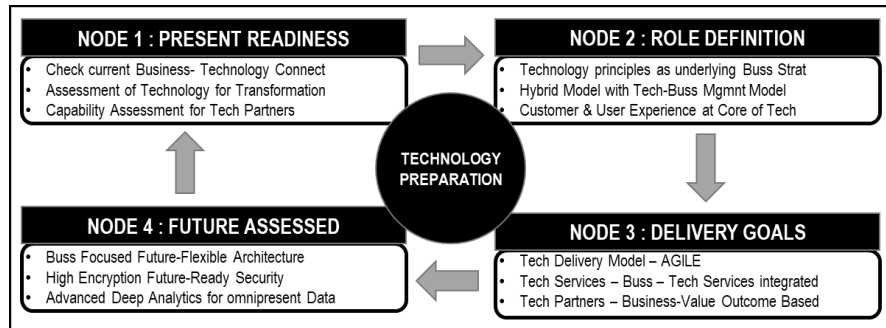 NODE 1 : PRESENT READINESS
• Check current Business- Technology Connect
• Assessment of Technology for Transformation
• Capability Assessment for Tech Partners
NODE 2 : ROLE DEFINITION
• Technology principles as underlying Buss Strat
• Hybrid Model with Tech-Buss Mgmnt Model
• Customer & User Experience at Core of Tech
TECHNOLOGY
PREPARATION
NODE 4 : FUTURE ASSESSED
• Buss Focused Future-Flexible Architecture
• High Encryption Future-Ready Security
• Advanced Deep Analytics for omnipresent Data
NODE 3 : DELIVERY GOALS
• Tech Delivery Model – AGILE
• Tech Services – Buss – Tech Services integrated
• Tech Partners – Business-Value Outcome Based